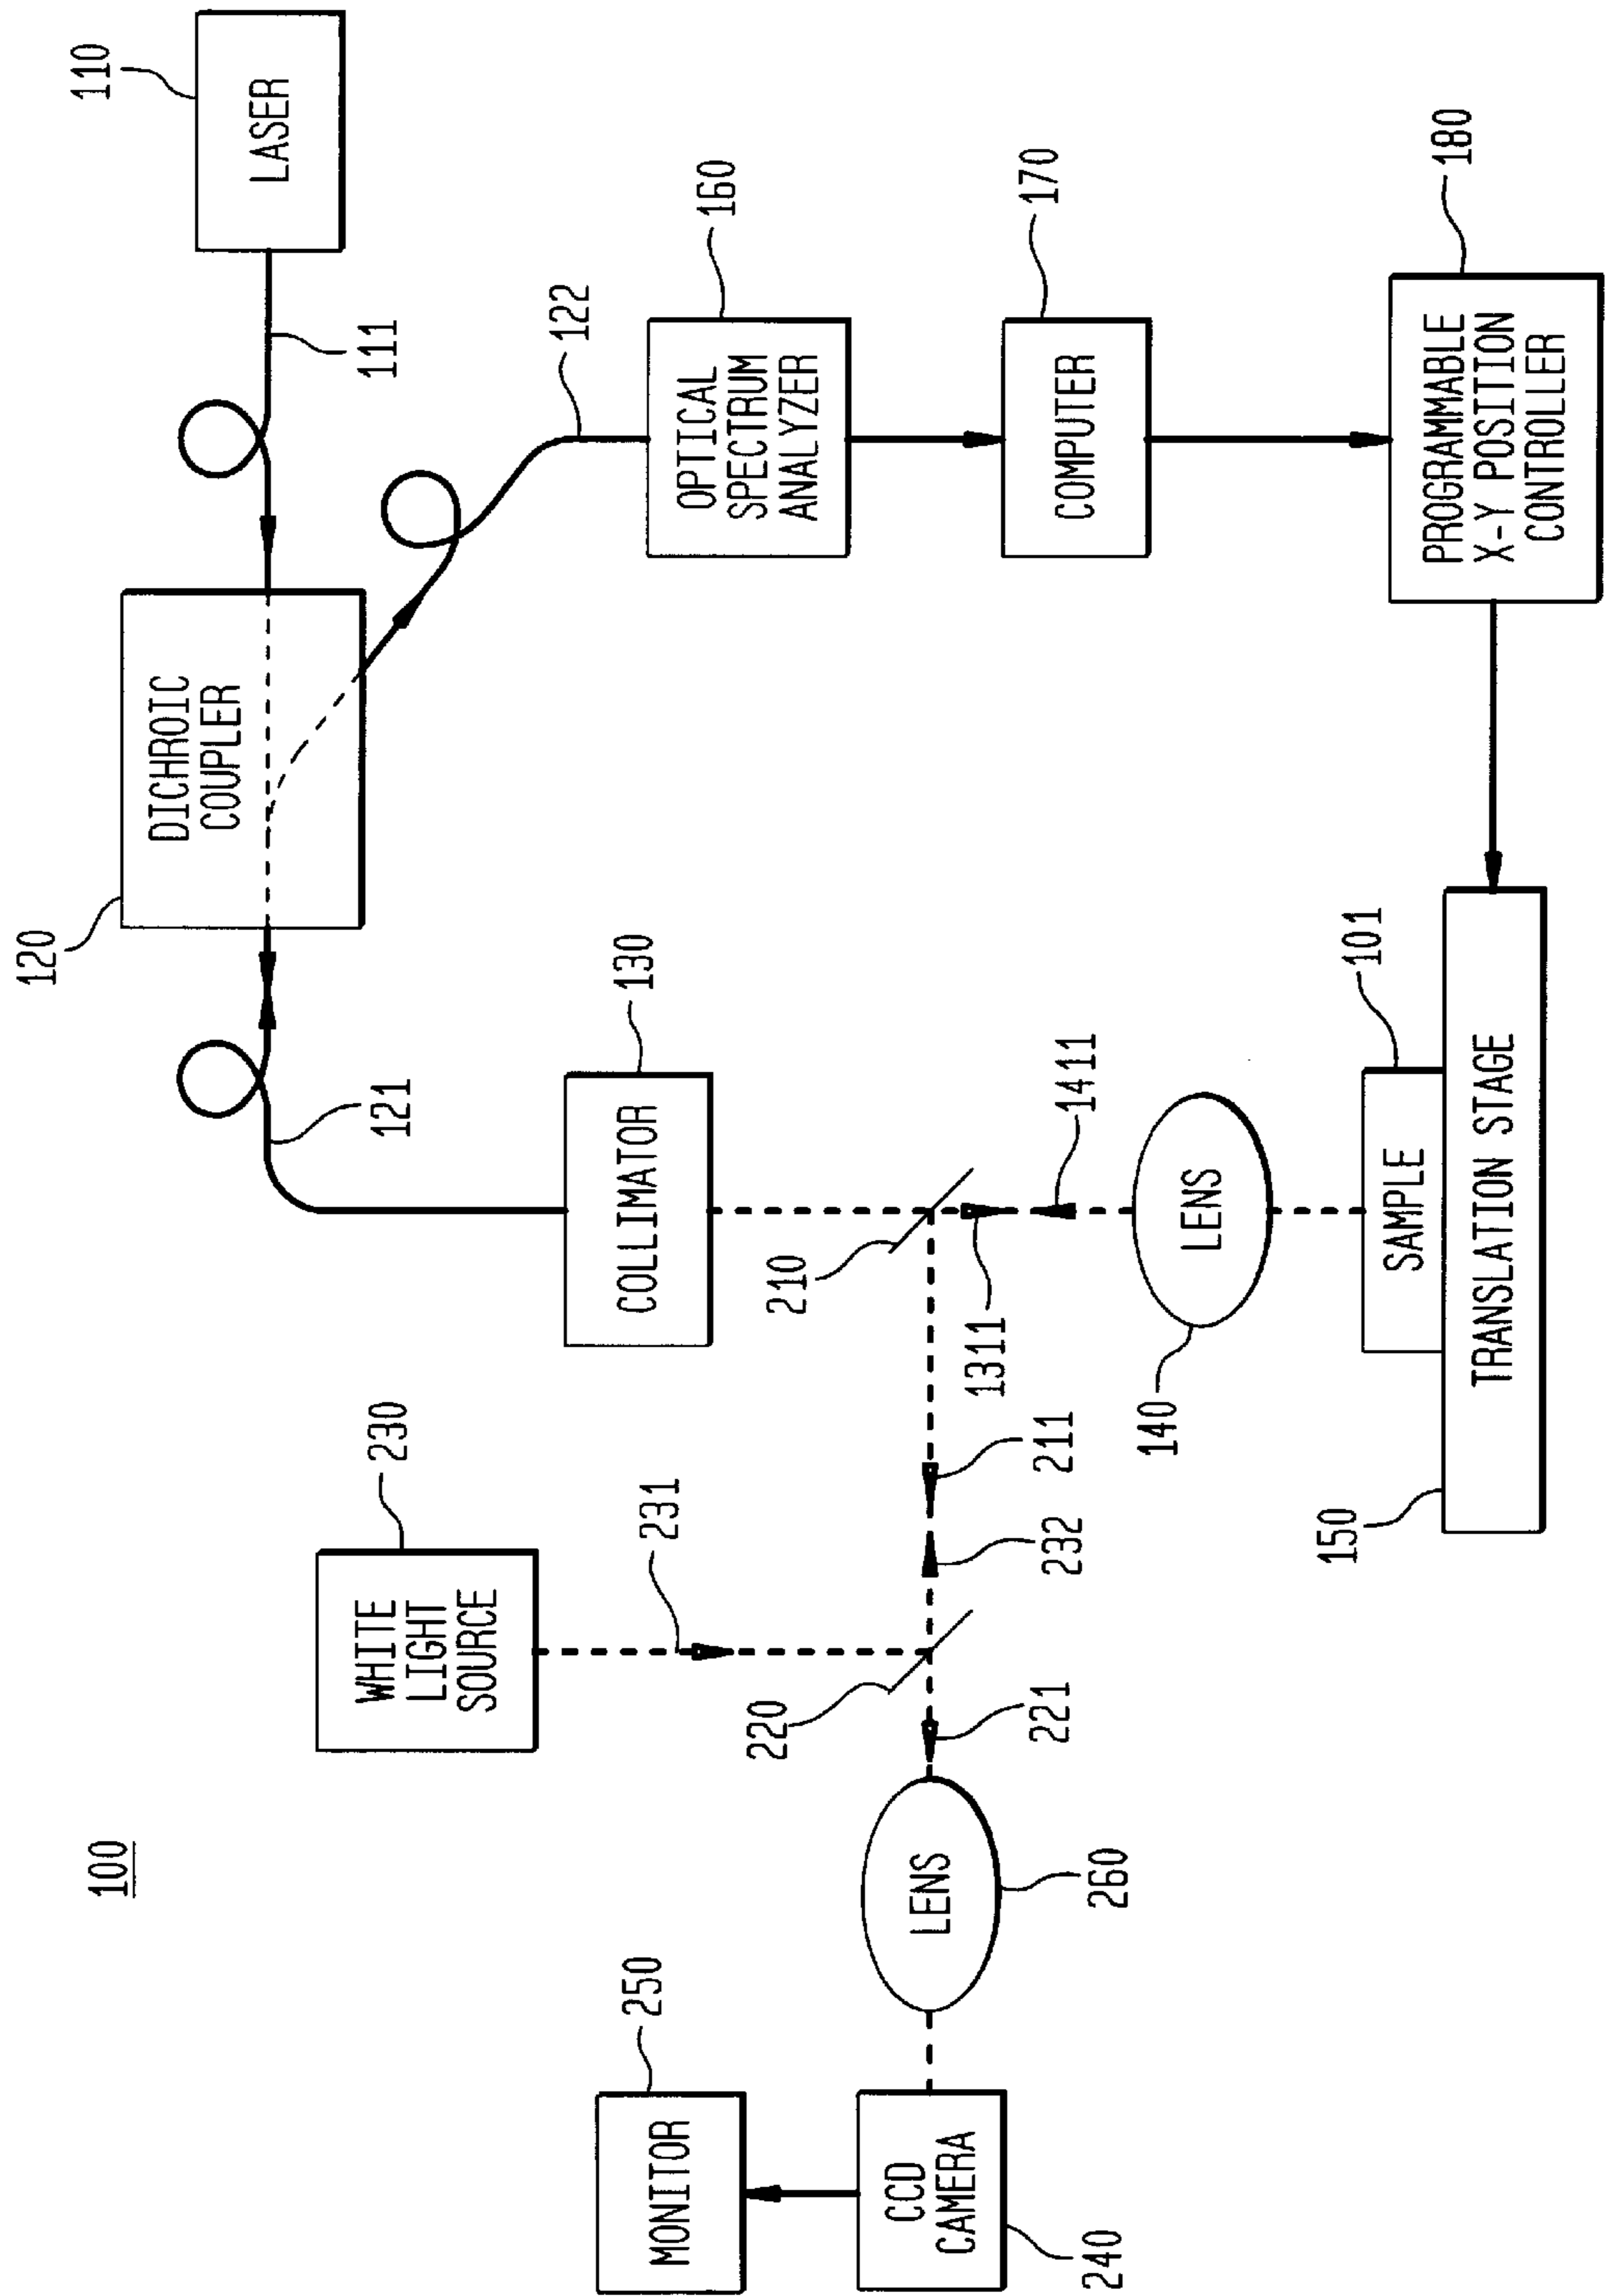 100
110
LASER
111
120
DICHROIC
COUPLER
121
122
160
OPTICAL
SPECTRUM
ANALYZER
170
COMPUTER
180
PROGRAMMABLE
X-Y POSITION
CONTROLLER
130
COLLIMATOR
210
1311
1411
140
LENS
101
SAMPLE
150
TRANSLATION STAGE
230
WHITE
LIGHT
SOURCE
231
211
232
220
221
LENS
260
250
MONITOR
CCD
CAMERA
240